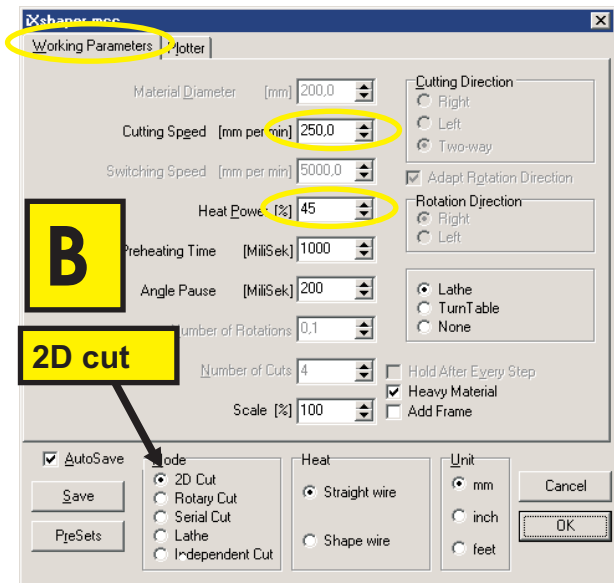 iXshaper mcc
Working Parameters
Plotter
Material Diameter [mm] 200,0
Cutting Speed [mm per min] 250,0
Switching Speed [mm per min] 5000,0
Heat Power [%] 45
Preheating Time [MiliSek] 1000
Angle Pause [MiliSek] 200
Number of Rotations 0,1
Number of Cuts 4
Scale [%] 100
Cutting Direction
Right
Left
Two-way
Adapt Rotation Direction
Rotation Direction
Right
Left
Lathe
TurnTable
None
Hold After Every Step
Heavy Material
Add Frame
B
2D cut
AutoSave
Save
PreSets
Mode
2D Cut
Rotary Cut
Serial Cut
Lathe
Independent Cut
Heat
Straight wire
Shape wire
Unit
mm
inch
feet
Cancel
OK